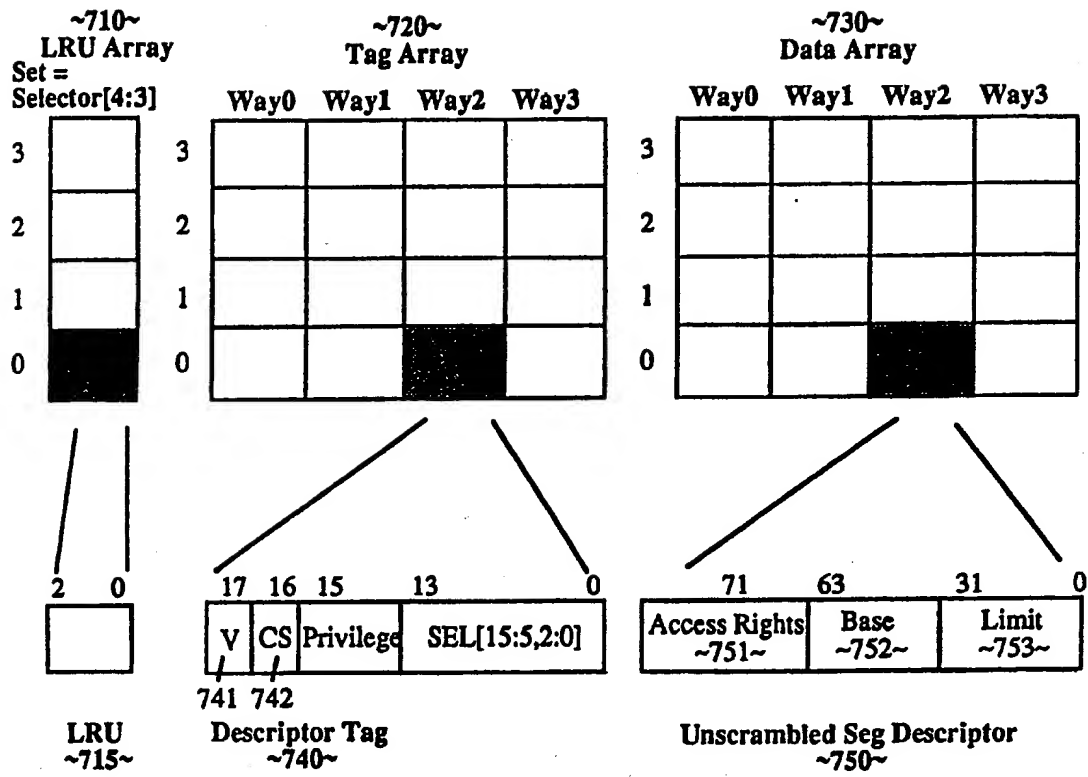 ~710~
LRU Array
Set =
Selector[4:3]
~720~
Tag Array
~730~
Data Array
Way0 Way1 Way2 Way3
Way0 Way1 Way2 Way3
3
3
3
2
2
2
1
1
1
0
0
0
2 0
17 16 15 13 0
71 63 31 0
V CS Privilege SEL[15:5,2:0]
Access Rights
~751~
Base
~752~
Limit
~753~
741 742
LRU
~715~
Descriptor Tag
~740~
Unscrambled Seg Descriptor
~750~